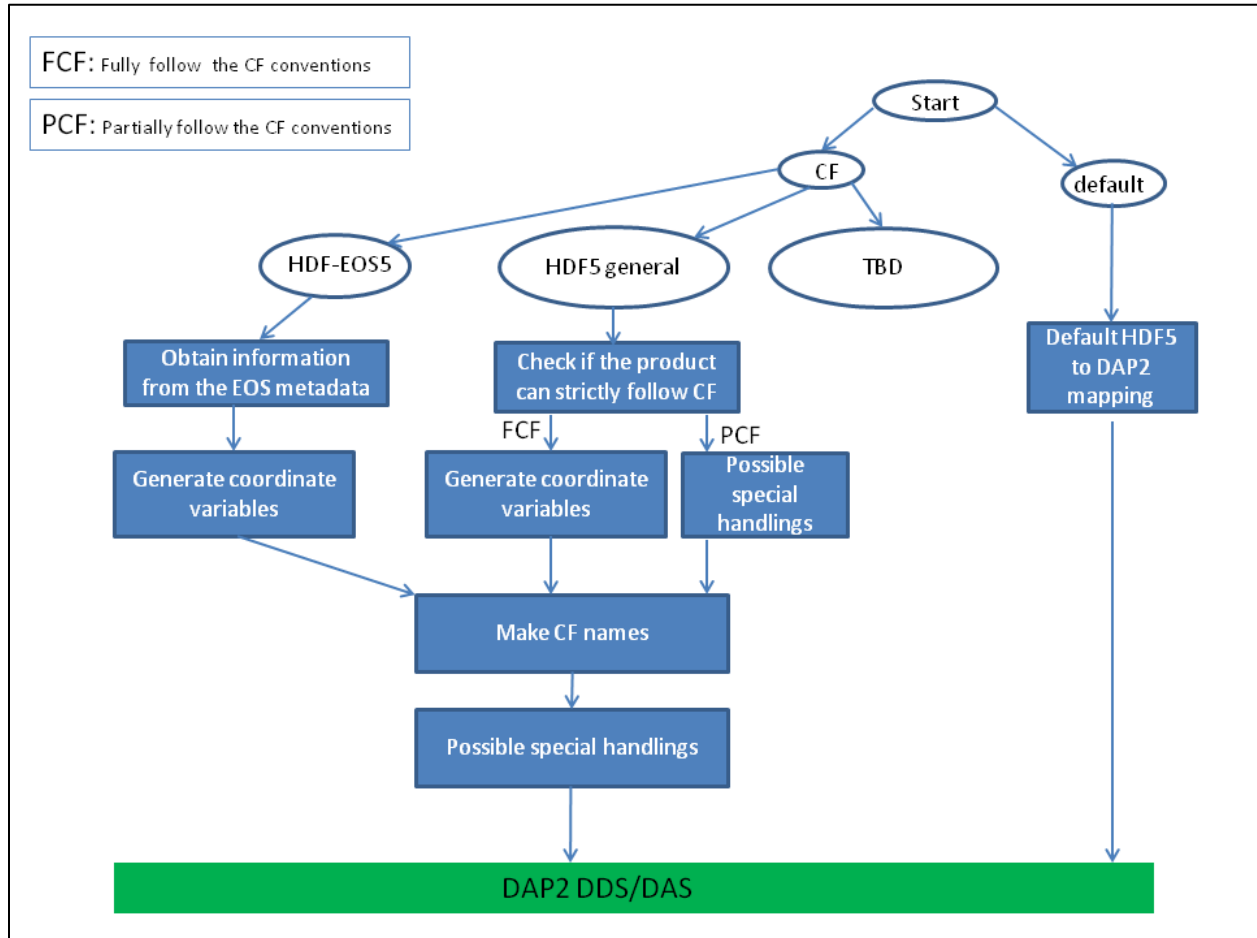 FCF: Fully follow the CF conventions
PCF: Partially follow the CF conventions
Start
CF
default
HDF-EOS5
HDF5 general
TBD
Obtain information
from the EOS metadata
Check if the product
can strictly follow CF
Default HDF5
to DAP2
mapping
FCF
PCF
Generate coordinate
variables
Generate coordinate
variables
Possible
special
handlings
Make CF names
Possible special handlings
DAP2 DDS/DAS